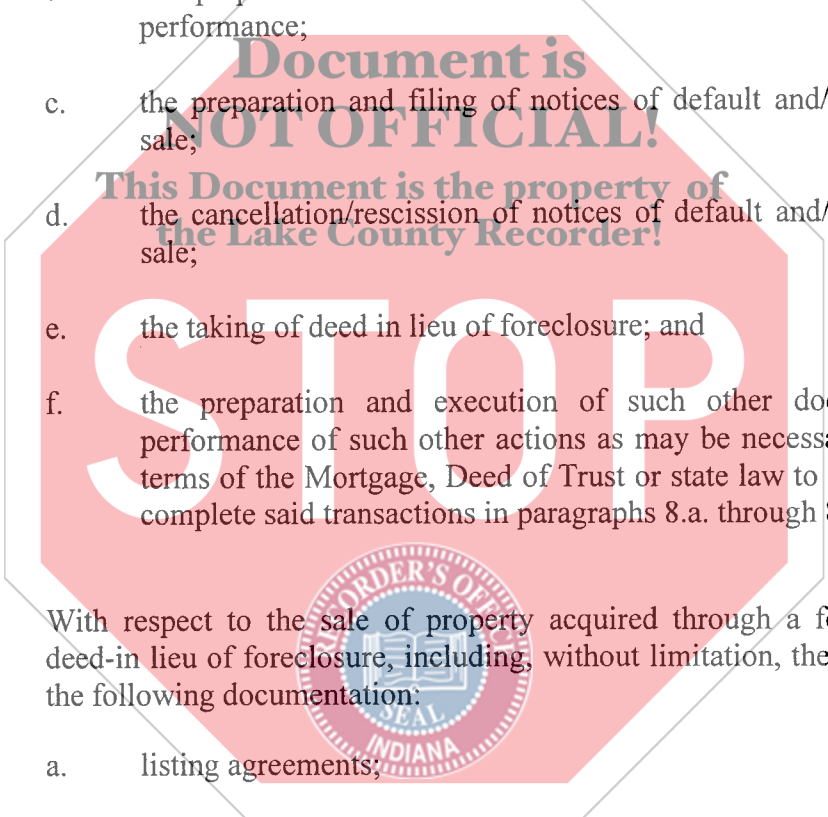 performance;
Document is
c. the preparation and filing of notices of default and/
NOT OFFICIAL!
sale;
This Document is the property of
d. the cancellation/rescission of notices of default and/
the Lake County Recorder!
sale;
STOP
e. the taking of deed in lieu of foreclosure; and
f. the preparation and execution of such other
performance of such other actions as may be
terms of the Mortgage, Deed of Trust or state law to
complete said transactions in paragraphs 8.a. through
RECORDER'S
SEAL
INDIANA
With respect to the sale of property acquired through a
deed-in lieu of foreclosure, including, without limitation, the
the following documentation:
a. listing agreements;